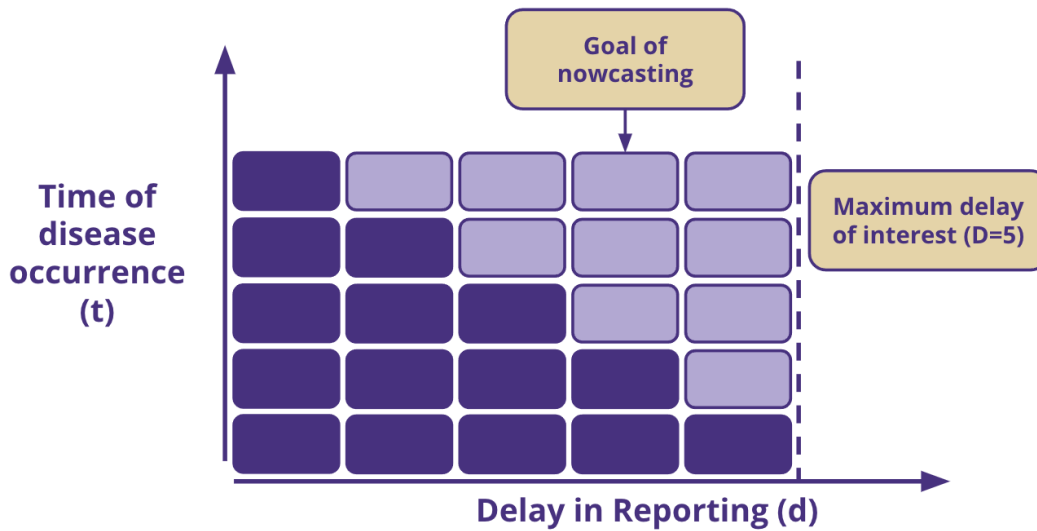 Goal of
nowcasting
Time of
disease
occurrence
(t)
Maximum delay
of interest (D=5)
Delay in Reporting (d)